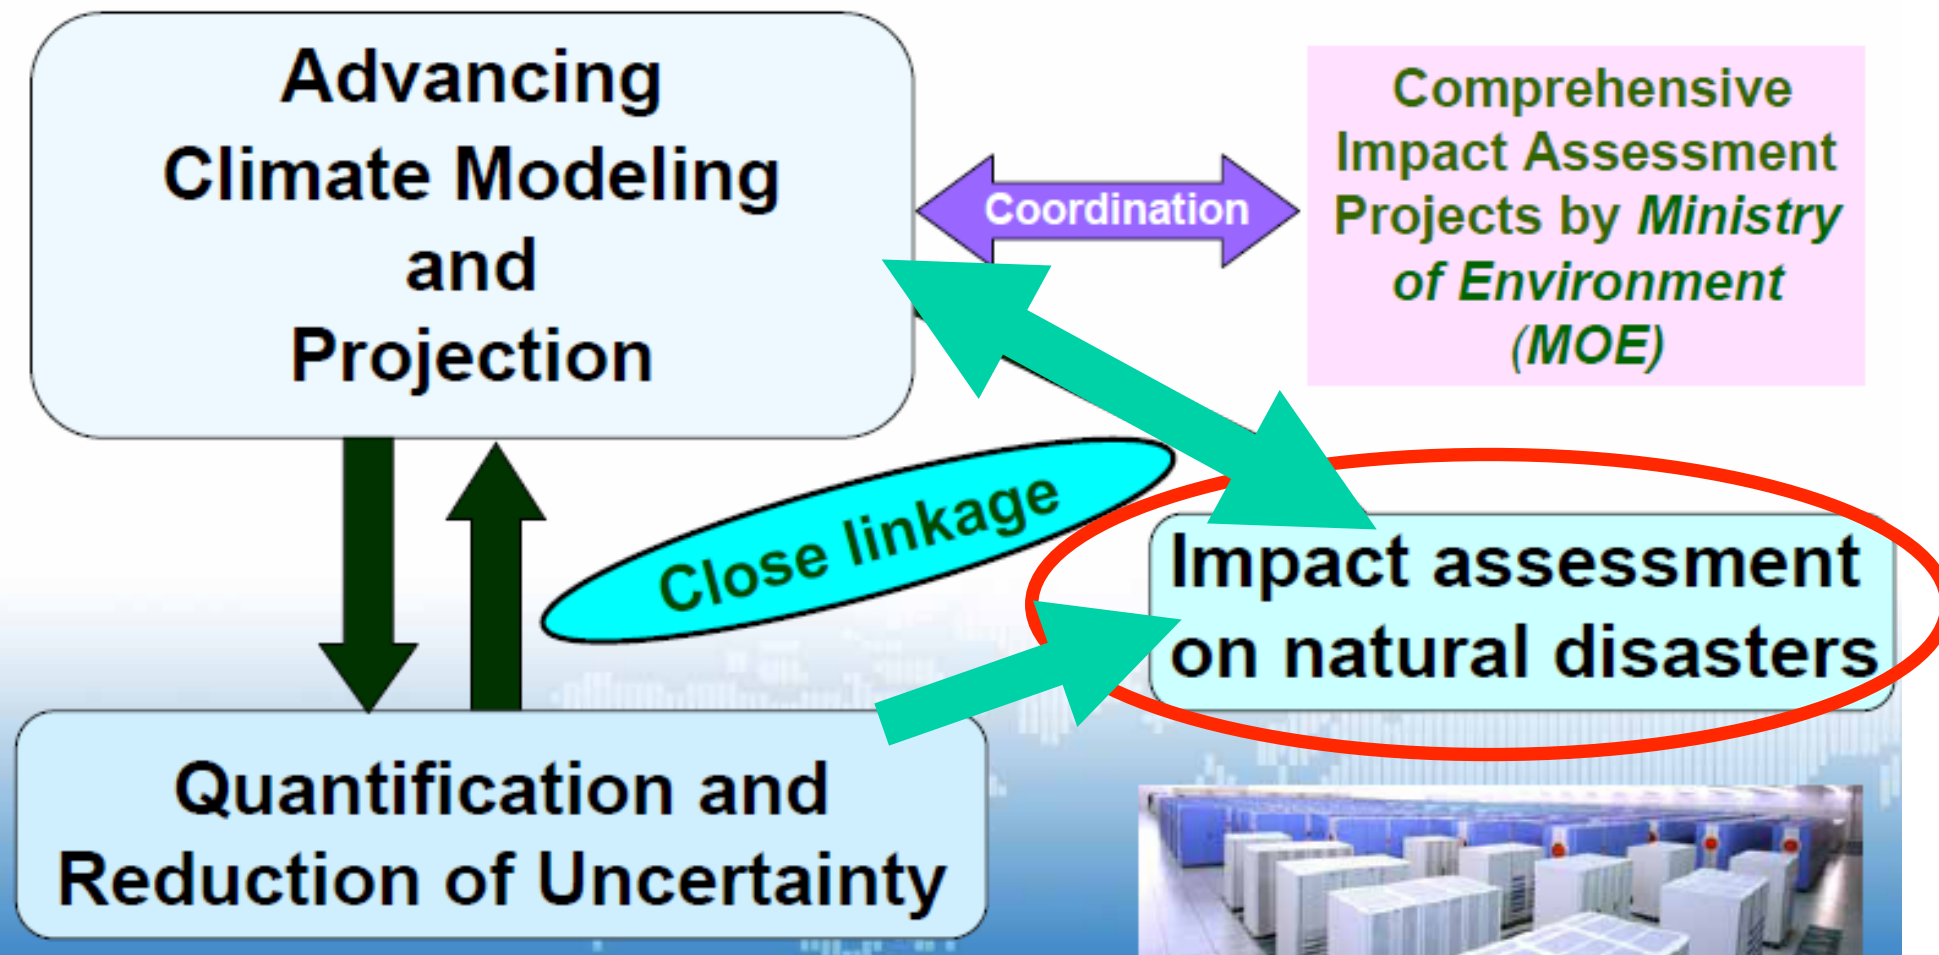 Advancing
Climate Modeling
and
Projection
Coordination
Comprehensive
Impact Assessment
Projects by Ministry
of Environment
(MOE)
Close linkage
Impact assessment
on natural disasters
Quantification and
Reduction of Uncertainty